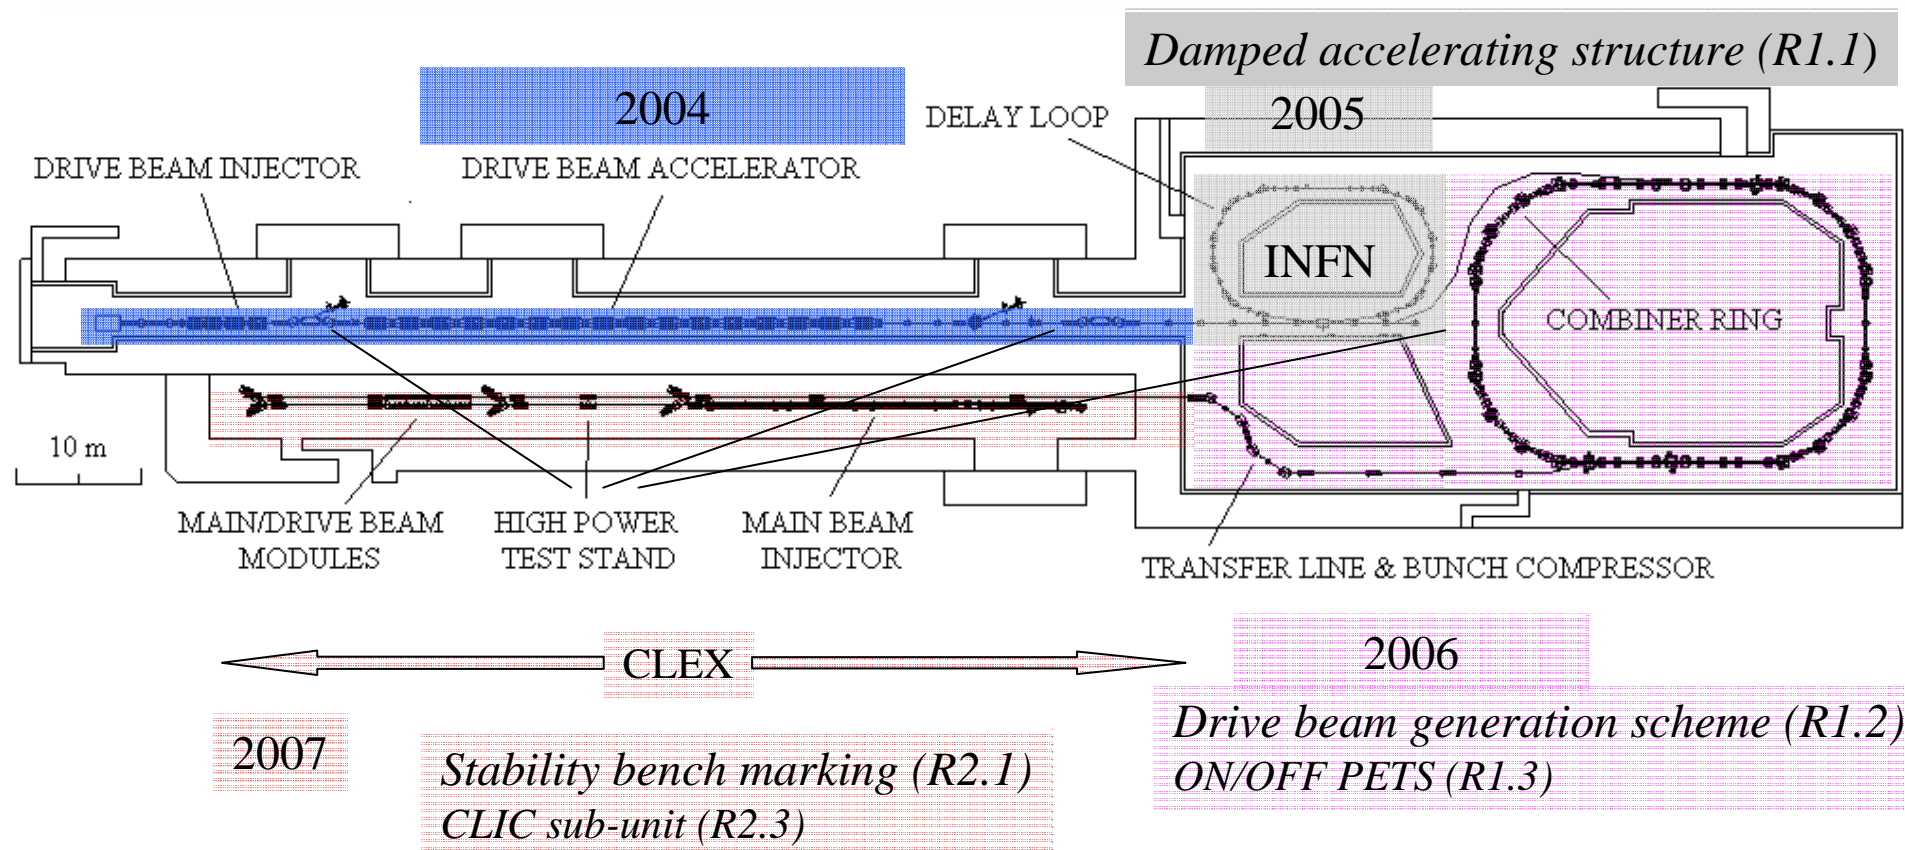 Damped accelerating structure (R1.1)
2004
2005
DELAY LOOP
DRIVE BEAM INJECTOR
DRIVE BEAM ACCELERATOR
INFN
COMBINER RING
10 m
MAIN/DRIVE BEAM
MODULES
HIGH POWER
TEST STAND
MAIN BEAM
INJECTOR
TRANSFER LINE & BUNCH COMPRESSOR
CLEX
2006
2007
Drive beam generation scheme (R1.2)
ON/OFF PETS (R1.3)
Stability bench marking (R2.1)
CLIC sub-unit (R2.3)